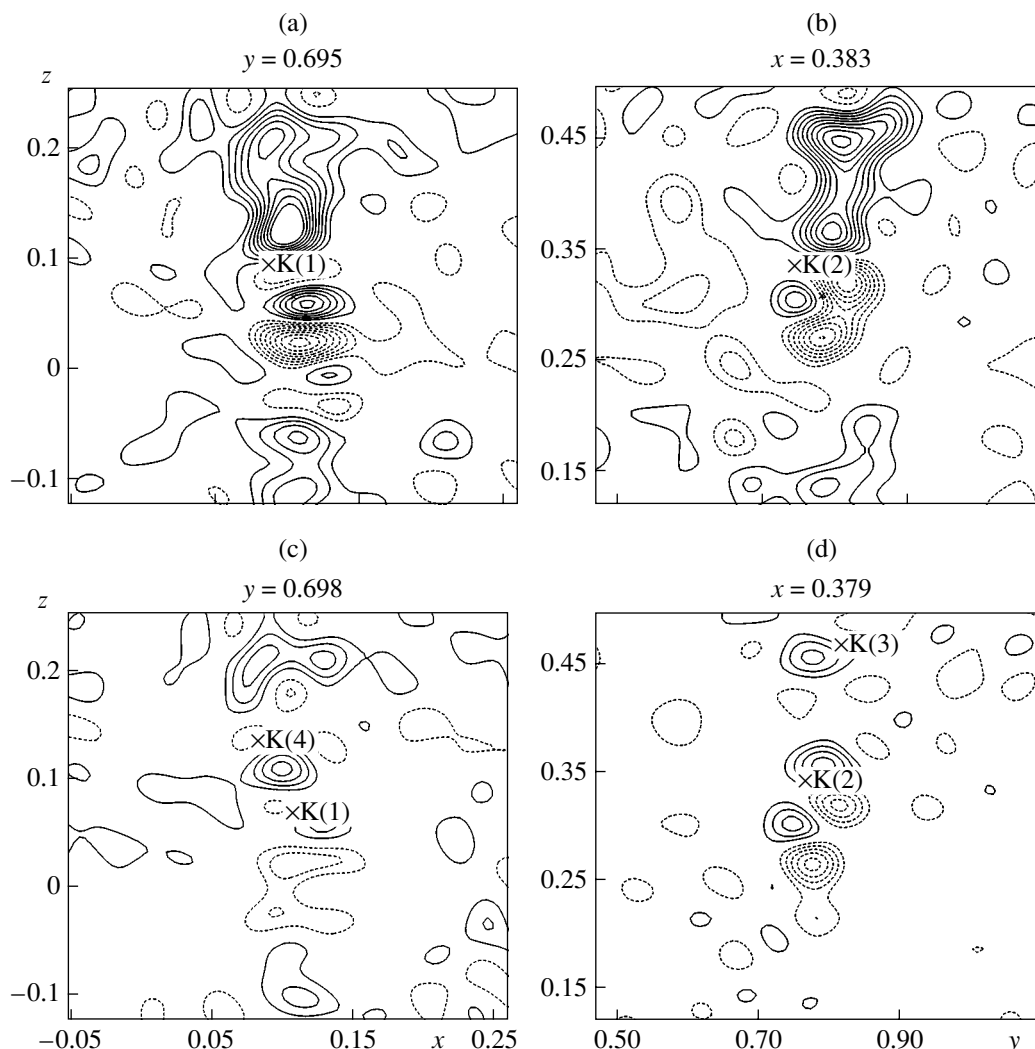 (a)
(b)
y = 0.695
x = 0.383
z
0.2
0.1
0
−0.1
×K(1)
0.45
0.35
0.25
0.15
×K(2)
(c)
(d)
y = 0.698
x = 0.379
z
0.2
0.1
0
−0.1
×K(4)
×K(1)
−0.05
0.05
x
0.15
0.25
0.45
0.35
0.25
0.15
×K(3)
×K(2)
0.50
0.70
0.90
y